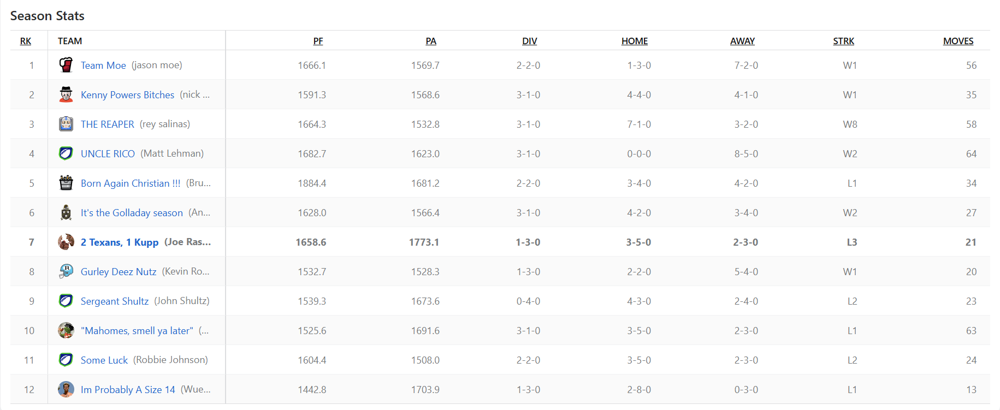 Season Stats
RK TEAM PF PA DIV HOME AWAY STRK MOVES
1 Team Moe (jason moe) 1666.1 1569.7 2-2-0 1-3-0 7-2-0 W1 56
2 Kenny Powers Bitches (nick ... 1591.3 1568.6 3-1-0 4-4-0 4-1-0 W1 35
3 THE REAPER (rey salinas) 1664.3 1532.8 3-1-0 7-1-0 3-2-0 W8 58
4 UNCLE RICO (Matt Lehman) 1682.7 1623.0 3-1-0 0-0-0 8-5-0 W2 64
5 Born Again Christian !!! (Bru... 1884.4 1681.2 2-2-0 3-4-0 4-2-0 L1 34
6 It's the Golladay season (An... 1628.0 1566.4 3-1-0 4-2-0 3-4-0 W2 27
7 2 Texans, 1 Kupp (Joe Ras... 1658.6 1773.1 1-3-0 3-5-0 2-3-0 L3 21
8 Gurley Deez Nutz (Kevin Ro... 1532.7 1528.3 1-3-0 2-2-0 5-4-0 W1 20
9 Sergeant Shultz (John Shultz) 1539.3 1673.6 0-4-0 4-3-0 2-4-0 L2 23
10 "Mahomes, smell ya later" (... 1525.6 1691.6 3-1-0 3-5-0 2-3-0 L1 63
11 Some Luck (Robbie Johnson) 1604.4 1508.0 2-2-0 3-5-0 2-3-0 L2 24
12 Im Probably A Size 14 (Wue... 1442.8 1703.9 1-3-0 2-8-0 0-3-0 L1 13